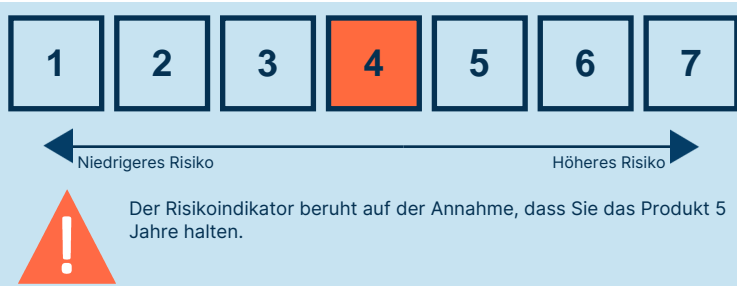 1 2 3 4 5 6 7
Niedrigeres Risiko Höheres Risiko
! Der Risikoindikator beruht auf der Annahme, dass Sie das Produkt 5
Jahre halten.